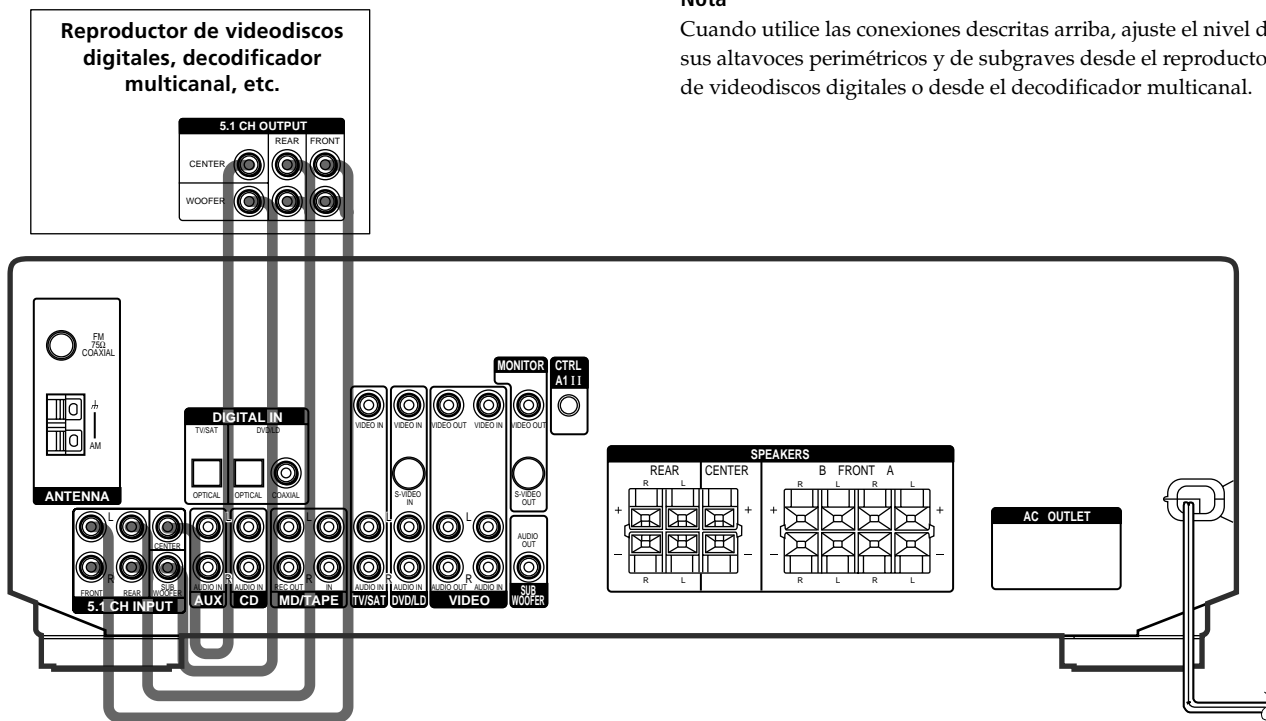 Nota
Cuando utilice las conexiones descritas arriba, ajuste el nivel d
sus altavoces perimétricos y de subgraves desde el reproducto
de videodiscos digitales o desde el decodificador multicanal.
Reproductor de videodiscos
digitales, decodificador
multicanal, etc.
5.1 CH OUTPUT
REAR FRONT
CENTER
WOOFER
FM
75Ω
COAXIAL
AM
ANTENNA
DIGITAL IN
TV/SAT DVD/LD
OPTICAL OPTICAL COAXIAL
MONITOR
CTRL
A1 II
VIDEO IN VIDEO IN VIDEO OUT VIDEO IN VIDEO OUT
S-VIDEO
IN
S-VIDEO
OUT
AUDIO
OUT
SUB
WOOFER
L L L L L
CENTER
R R R R R
FRONT REAR SUB
WOOFER
AUDIO IN AUDIO IN REC OUT IN AUDIO IN AUDIO IN AUDIO OUT AUDIO IN
5.1 CH INPUT AUX CD MD/TAPE TV/SAT DVD/LD VIDEO
SPEAKERS
REAR CENTER B FRONT A
R L R L R L
+ + + +
– – – –
R L R L R L
AC OUTLET